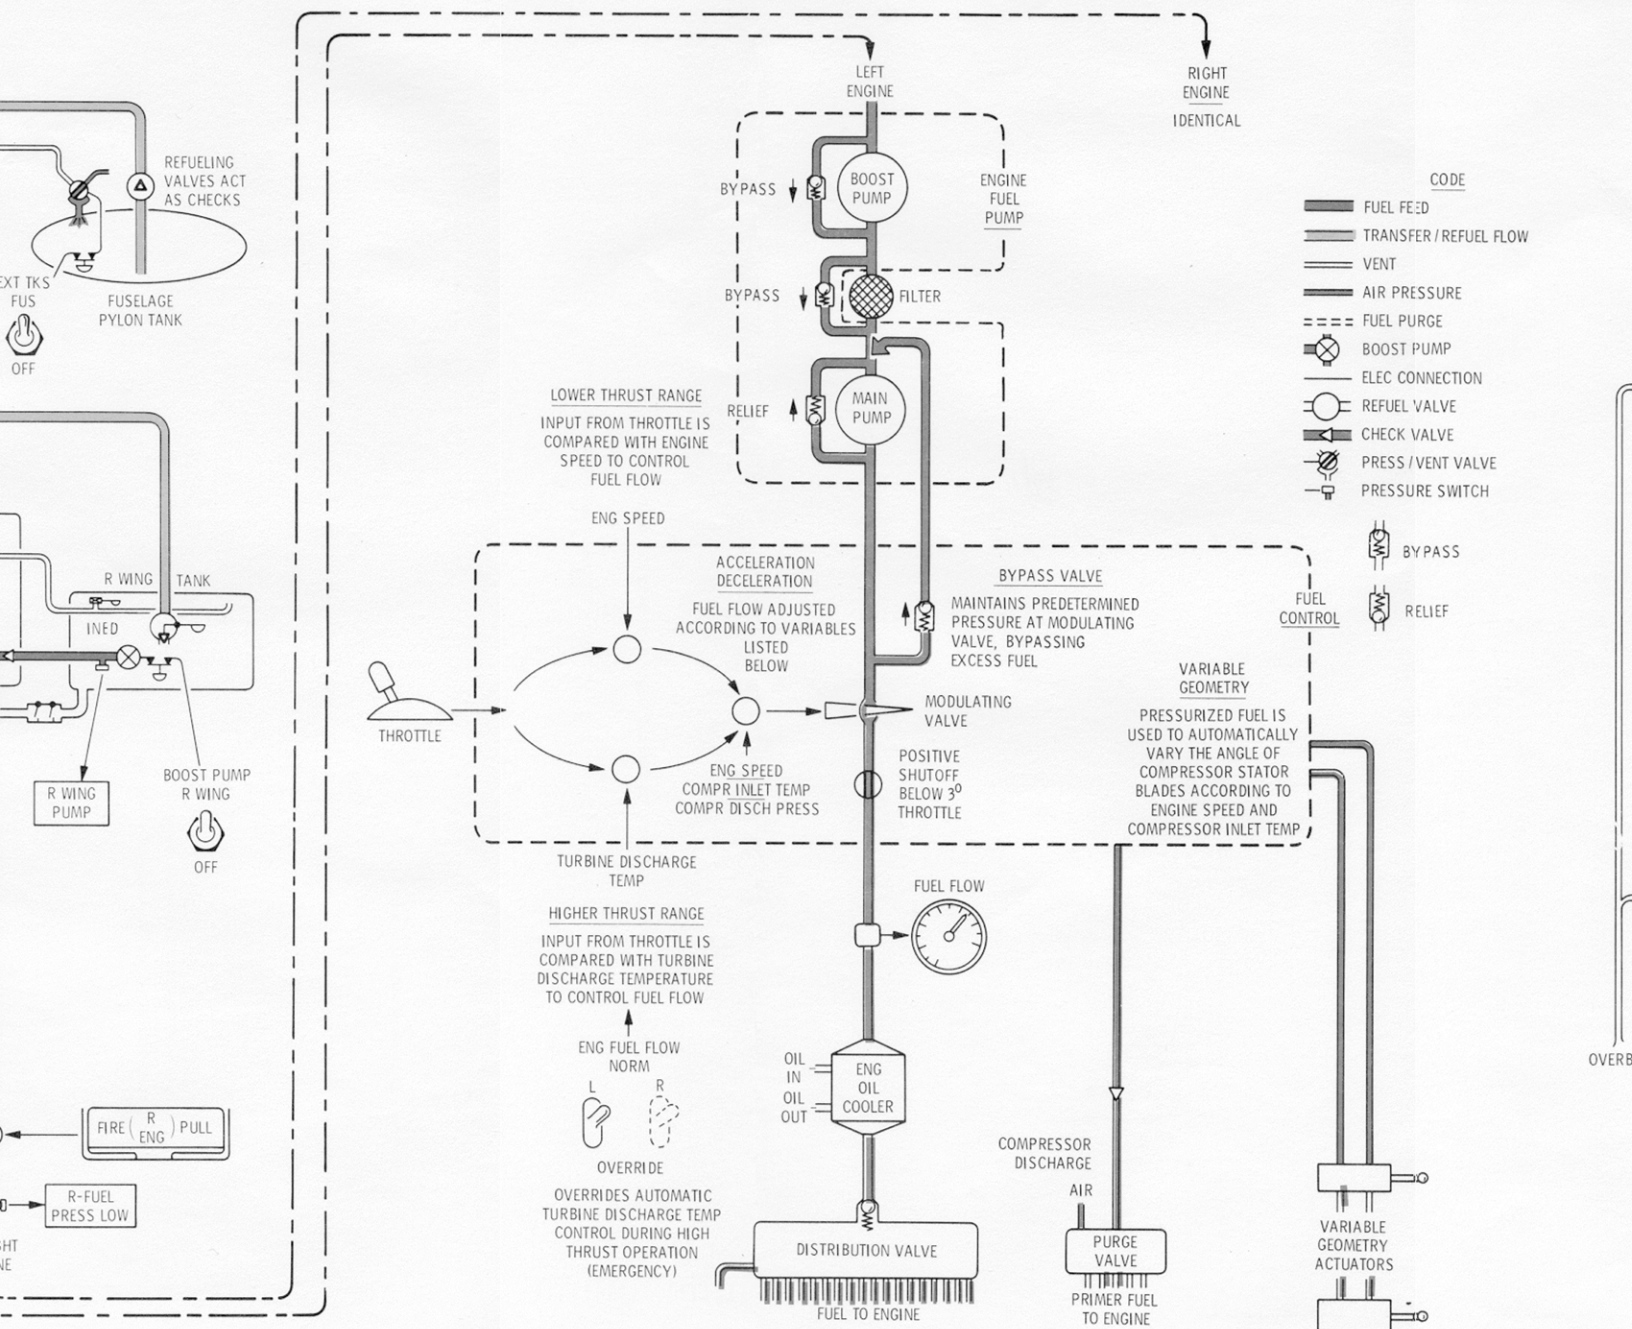 LEFT
ENGINE
RIGHT
ENGINE
IDENTICAL
REFUELING
VALVES ACT
AS CHECKS
EXT TKS
FUS
OFF
FUSELAGE
PYLON TANK
BYPASS
BOOST
PUMP
ENGINE
FUEL
PUMP
BYPASS
FILTER
RELIEF
MAIN
PUMP
CODE
FUEL FEED
TRANSFER / REFUEL FLOW
VENT
AIR PRESSURE
FUEL PURGE
BOOST PUMP
ELEC CONNECTION
REFUEL VALVE
CHECK VALVE
PRESS / VENT VALVE
PRESSURE SWITCH
BYPASS
RELIEF
LOWER THRUST RANGE
INPUT FROM THROTTLE IS
COMPARED WITH ENGINE
SPEED TO CONTROL
FUEL FLOW
ENG SPEED
ACCELERATION
DECELERATION
FUEL FLOW ADJUSTED
ACCORDING TO VARIABLES
LISTED
BELOW
BYPASS VALVE
MAINTAINS PREDETERMINED
PRESSURE AT MODULATING
VALVE, BYPASSING
EXCESS FUEL
FUEL
CONTROL
R WING TANK
INED
THROTTLE
MODULATING
VALVE
VARIABLE
GEOMETRY
PRESSURIZED FUEL IS
USED TO AUTOMATICALLY
VARY THE ANGLE OF
COMPRESSOR STATOR
BLADES ACCORDING TO
ENGINE SPEED AND
COMPRESSOR INLET TEMP
ENG SPEED
COMPR INLET TEMP
COMPR DISCH PRESS
POSITIVE
SHUTOFF
BELOW 3º
THROTTLE
R WING
PUMP
BOOST PUMP
R WING
OFF
TURBINE DISCHARGE
TEMP
HIGHER THRUST RANGE
INPUT FROM THROTTLE IS
COMPARED WITH TURBINE
DISCHARGE TEMPERATURE
TO CONTROL FUEL FLOW
FUEL FLOW
ENG FUEL FLOW
NORM
L R
OVERRIDE
OVERRIDES AUTOMATIC
TURBINE DISCHARGE TEMP
CONTROL DURING HIGH
THRUST OPERATION
(EMERGENCY)
OIL
IN
OIL
OUT
ENG
OIL
COOLER
DISTRIBUTION VALVE
FUEL TO ENGINE
COMPRESSOR
DISCHARGE
AIR
PURGE
VALVE
PRIMER FUEL
TO ENGINE
VARIABLE
GEOMETRY
ACTUATORS
OVERB
FIRE ( R ENG ) PULL
R-FUEL
PRESS LOW
GHT
NE